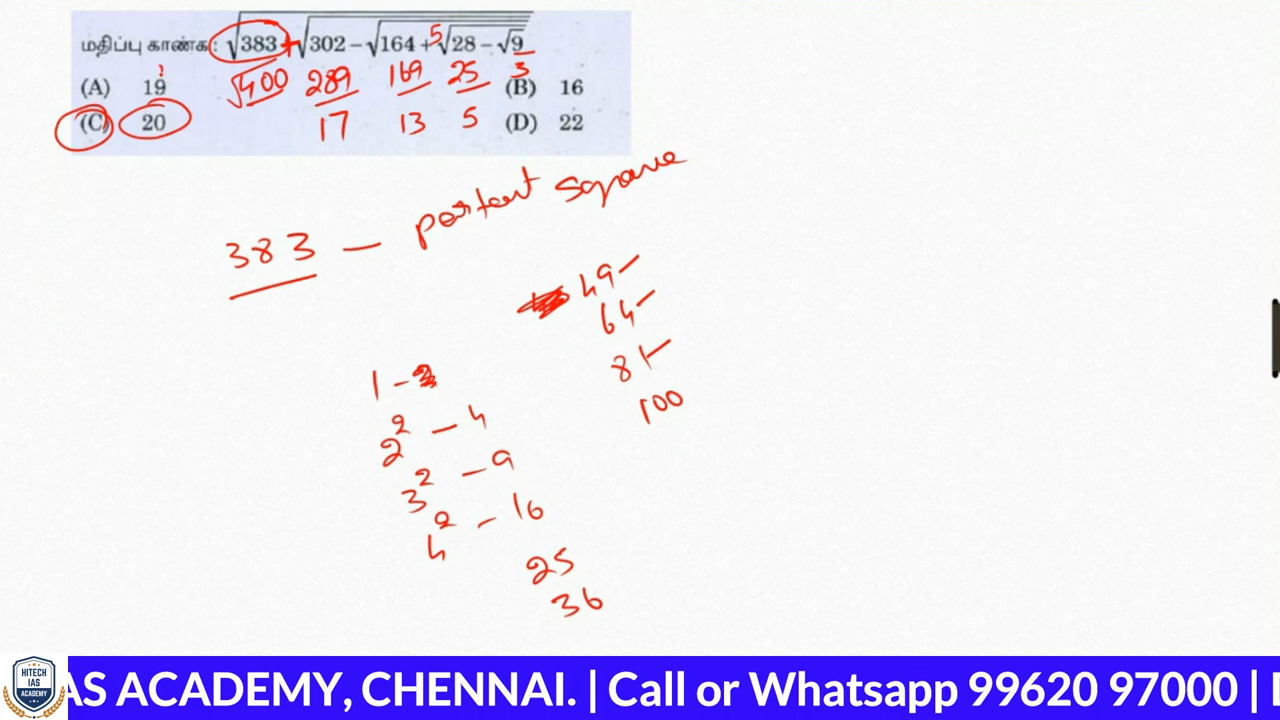 மதிப்பு காண்க : √383 + √302 − √164 + √28 − √9
5
√400 289 169 25 3
(A) 19 (B) 16
17 13 5
(C) 20 (D) 22
383 — perfect square
49 –
64 –
81 –
100
1 –
2² – 4
3² – 9
4² – 16
25
36
HITECH
IAS
ACADEMY
AS ACADEMY, CHENNAI. | Call or Whatsapp 99620 97000 |